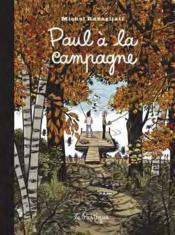 Michel Rabagliati
Paul à la
campagne
La Pastèque